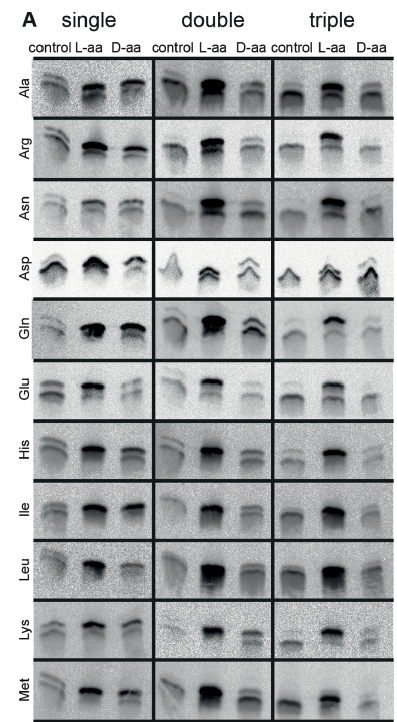 A single double triple
control L-aa D-aa control L-aa D-aa control L-aa D-aa
Ala
Arg
Asn
Asp
Gln
Glu
His
Ile
Leu
Lys
Met